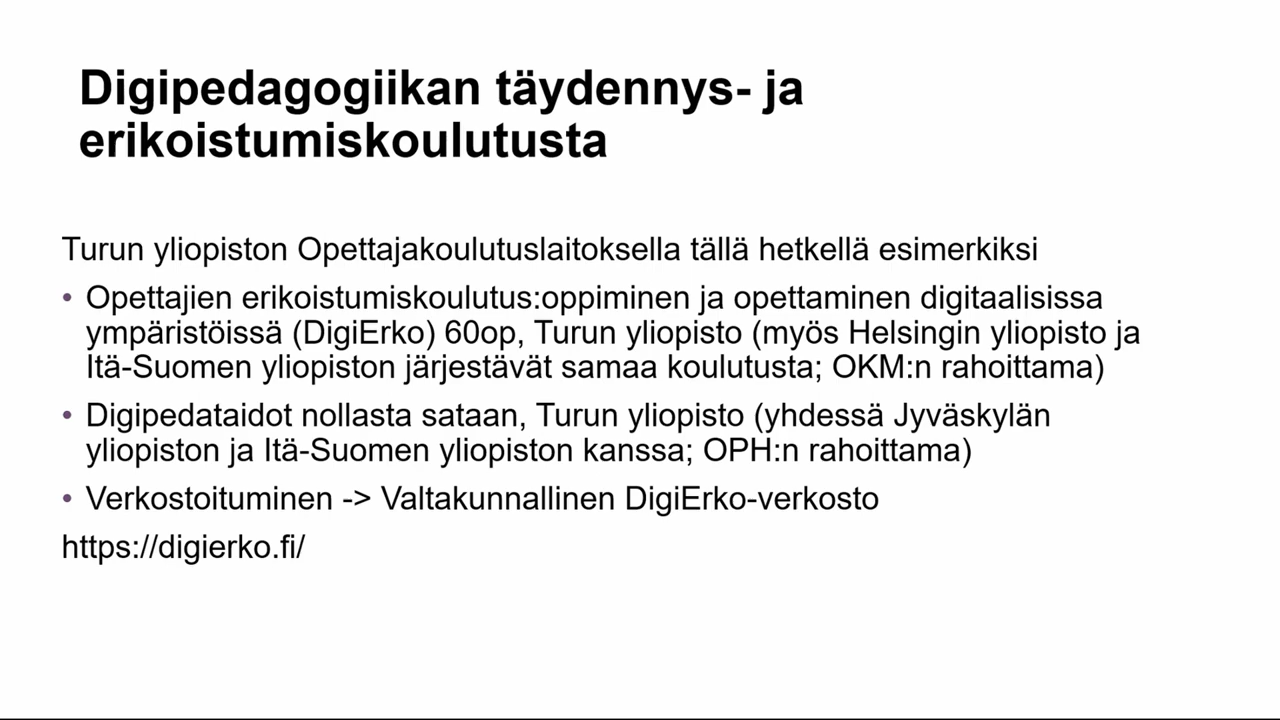 Digipedagogiikan täydennys- ja
erikoistumiskoulutusta
Turun yliopiston Opettajakoulutuslaitoksella tällä hetkellä esimerkiksi
• Opettajien erikoistumiskoulutus:oppiminen ja opettaminen digitaalisissa
ympäristöissä (DigiErko) 60op, Turun yliopisto (myös Helsingin yliopisto ja
Itä-Suomen yliopiston järjestävät samaa koulutusta; OKM:n rahoittama)
• Digipedataidot nollasta sataan, Turun yliopisto (yhdessä Jyväskylän
yliopiston ja Itä-Suomen yliopiston kanssa; OPH:n rahoittama)
• Verkostoituminen -> Valtakunnallinen DigiErko-verkosto
https://digierko.fi/